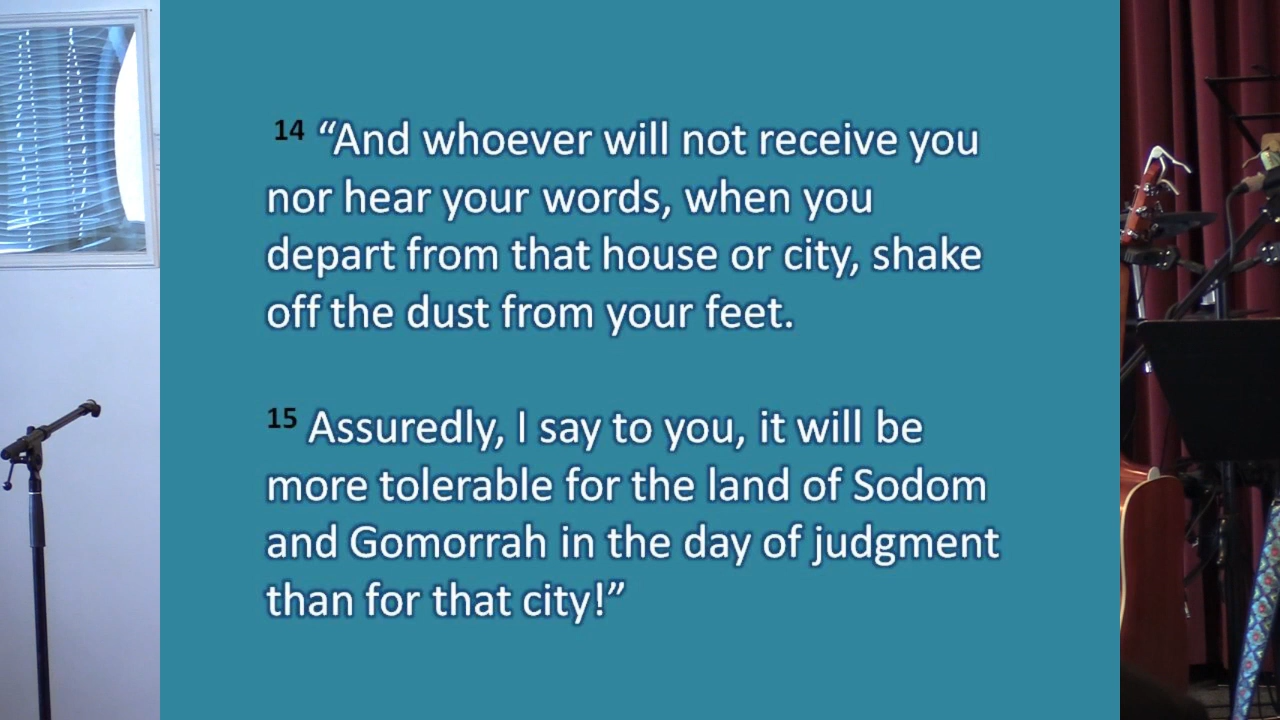 14 “And whoever will not receive you
nor hear your words, when you
depart from that house or city, shake
off the dust from your feet.
15 Assuredly, I say to you, it will be
more tolerable for the land of Sodom
and Gomorrah in the day of judgment
than for that city!”